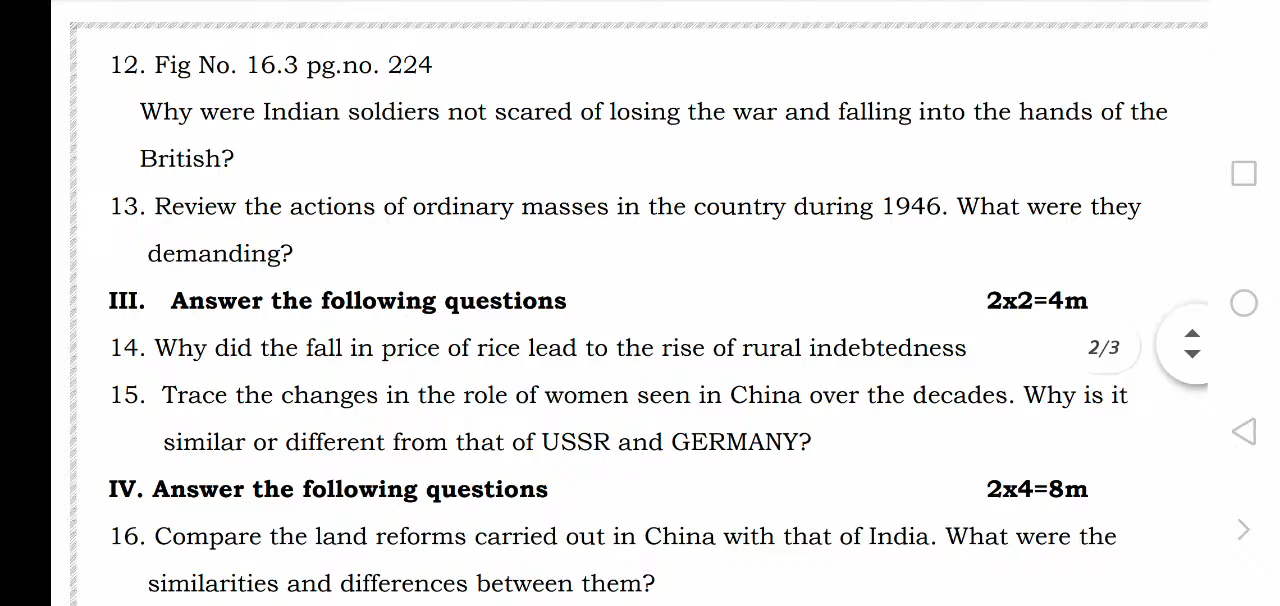 12. Fig No. 16.3 pg.no. 224
Why were Indian soldiers not scared of losing the war and falling into the hands of the
British?
13. Review the actions of ordinary masses in the country during 1946. What were they
demanding?
III. Answer the following questions 2x2=4m
14. Why did the fall in price of rice lead to the rise of rural indebtedness 2/3
15. Trace the changes in the role of women seen in China over the decades. Why is it
similar or different from that of USSR and GERMANY?
IV. Answer the following questions 2x4=8m
16. Compare the land reforms carried out in China with that of India. What were the
similarities and differences between them?